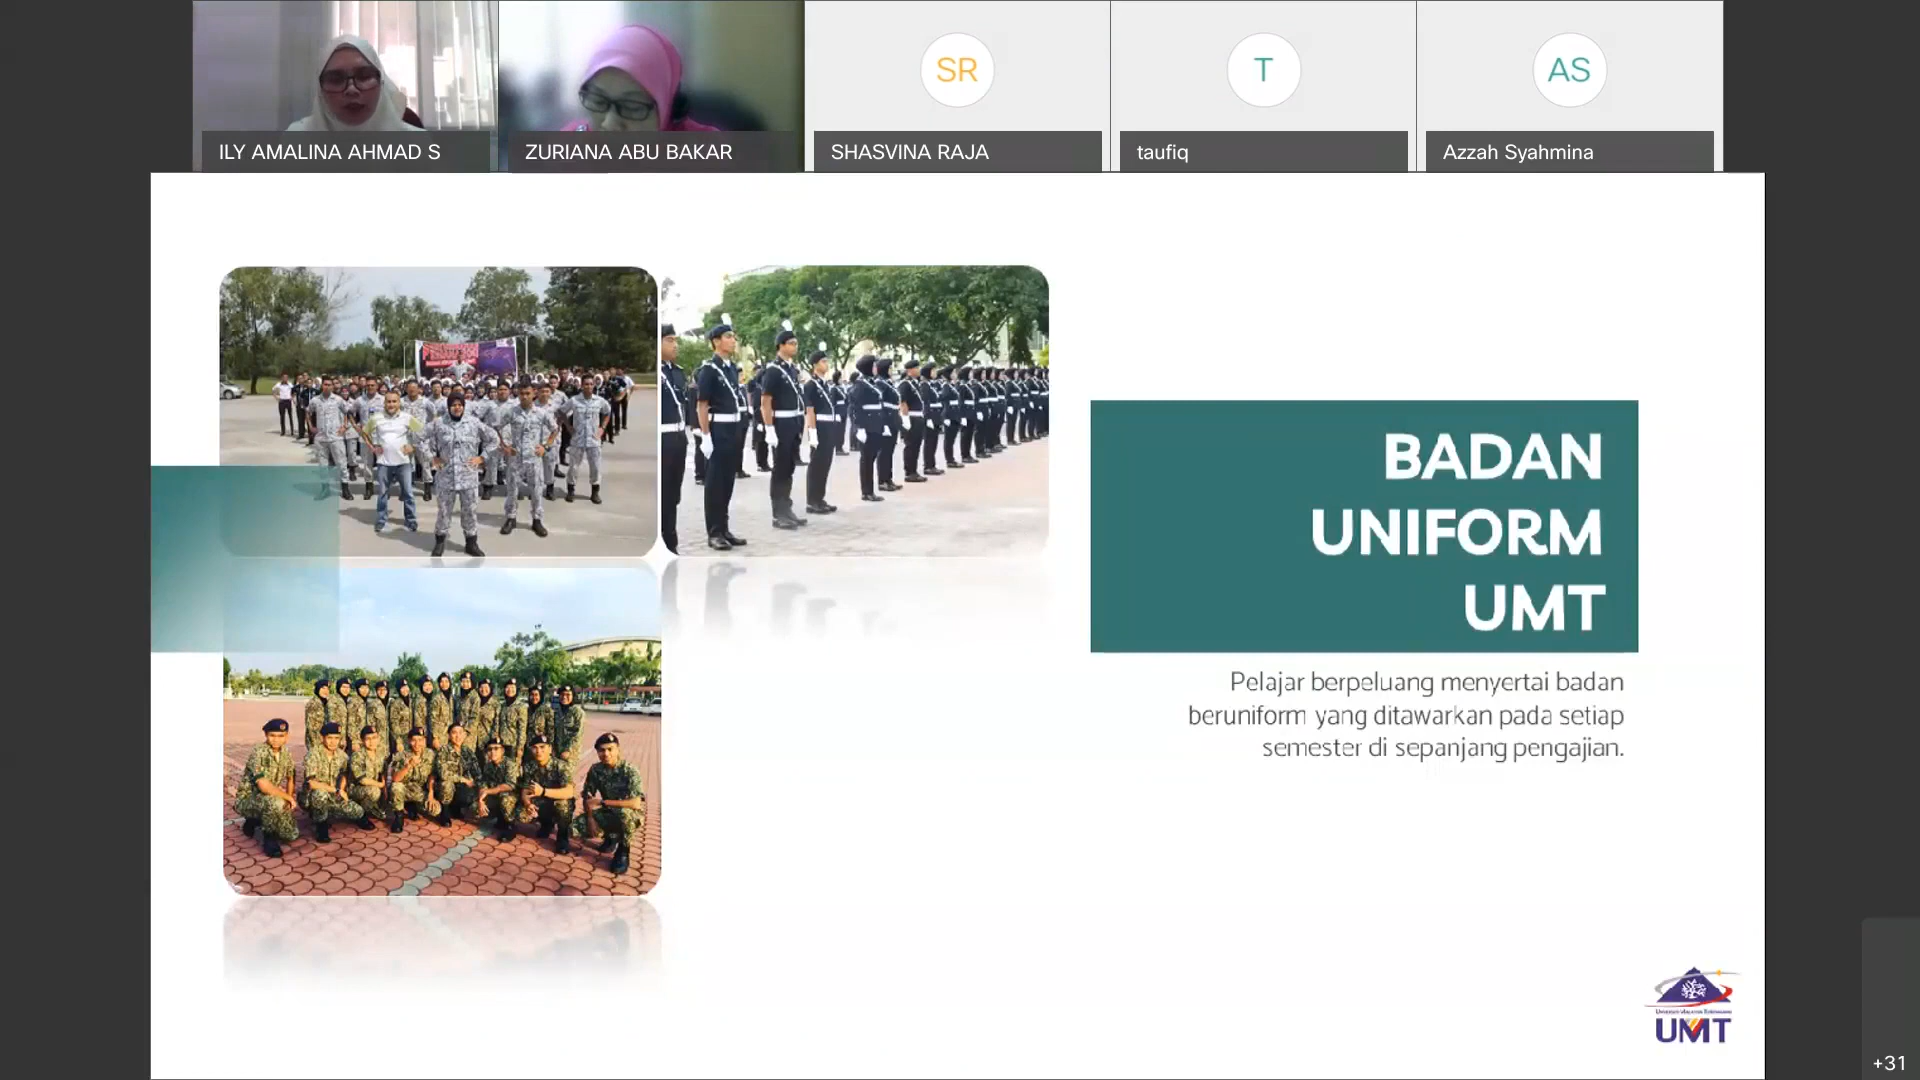 SR
T
AS
ILY AMALINA AHMAD S
ZURIANA ABU BAKAR
SHASVINA RAJA
taufiq
Azzah Syahmina
BADAN
UNIFORM
UMT
Pelajar berpeluang menyertai badan
beruniform yang ditawarkan pada setiap
semester di sepanjang pengajian.
UMT
+31